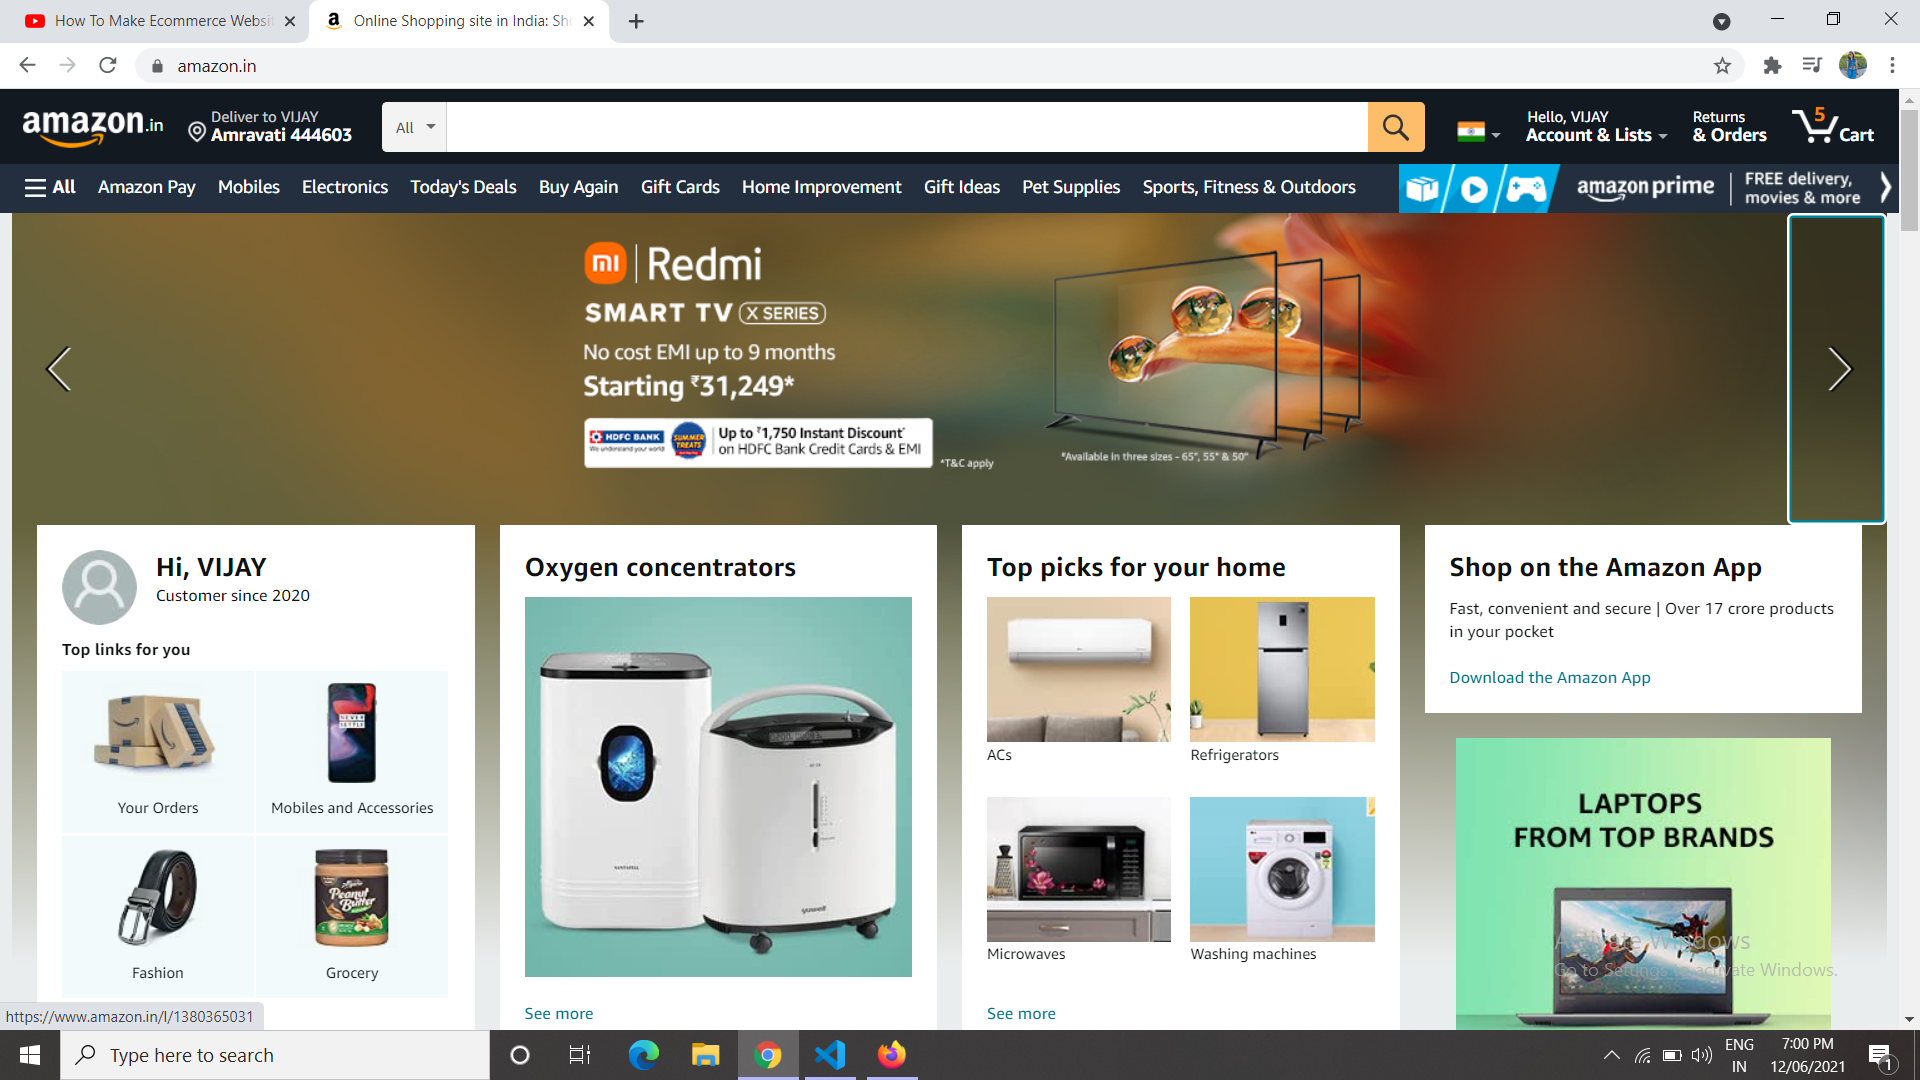 How To Make Ecommerce Websi
Online Shopping site in India: Sh
amazon.in
amazon.in
Deliver to VIJAY
Amravati 444603
All
Hello, VIJAY
Account & Lists
Returns
& Orders
5
Cart
All
Amazon Pay
Mobiles
Electronics
Today's Deals
Buy Again
Gift Cards
Home Improvement
Gift Ideas
Pet Supplies
Sports, Fitness & Outdoors
amazon prime
FREE delivery,
movies & more
mi Redmi
SMART TV X SERIES
No cost EMI up to 9 months
Starting ₹31,249*
HDFC BANK
We understand your world
SUMMER
TREATS
Up to ₹1,750 Instant Discount*
on HDFC Bank Credit Cards & EMI
*T&C apply
*Available in three sizes - 65", 55" & 50"
Hi, VIJAY
Customer since 2020
Top links for you
NEVER
SETTLE
Your Orders
Mobiles and Accessories
Peanut
Butter
Fashion
Grocery
https://www.amazon.in/l/1380365031
Oxygen concentrators
yuwell
See more
Top picks for your home
ACs
Refrigerators
Microwaves
Washing machines
See more
Shop on the Amazon App
Fast, convenient and secure | Over 17 crore products
in your pocket
Download the Amazon App
LAPTOPS
FROM TOP BRANDS
Activate Windows
Go to Settings to activate Windows.
Type here to search
ENG
IN
7:00 PM
12/06/2021
1